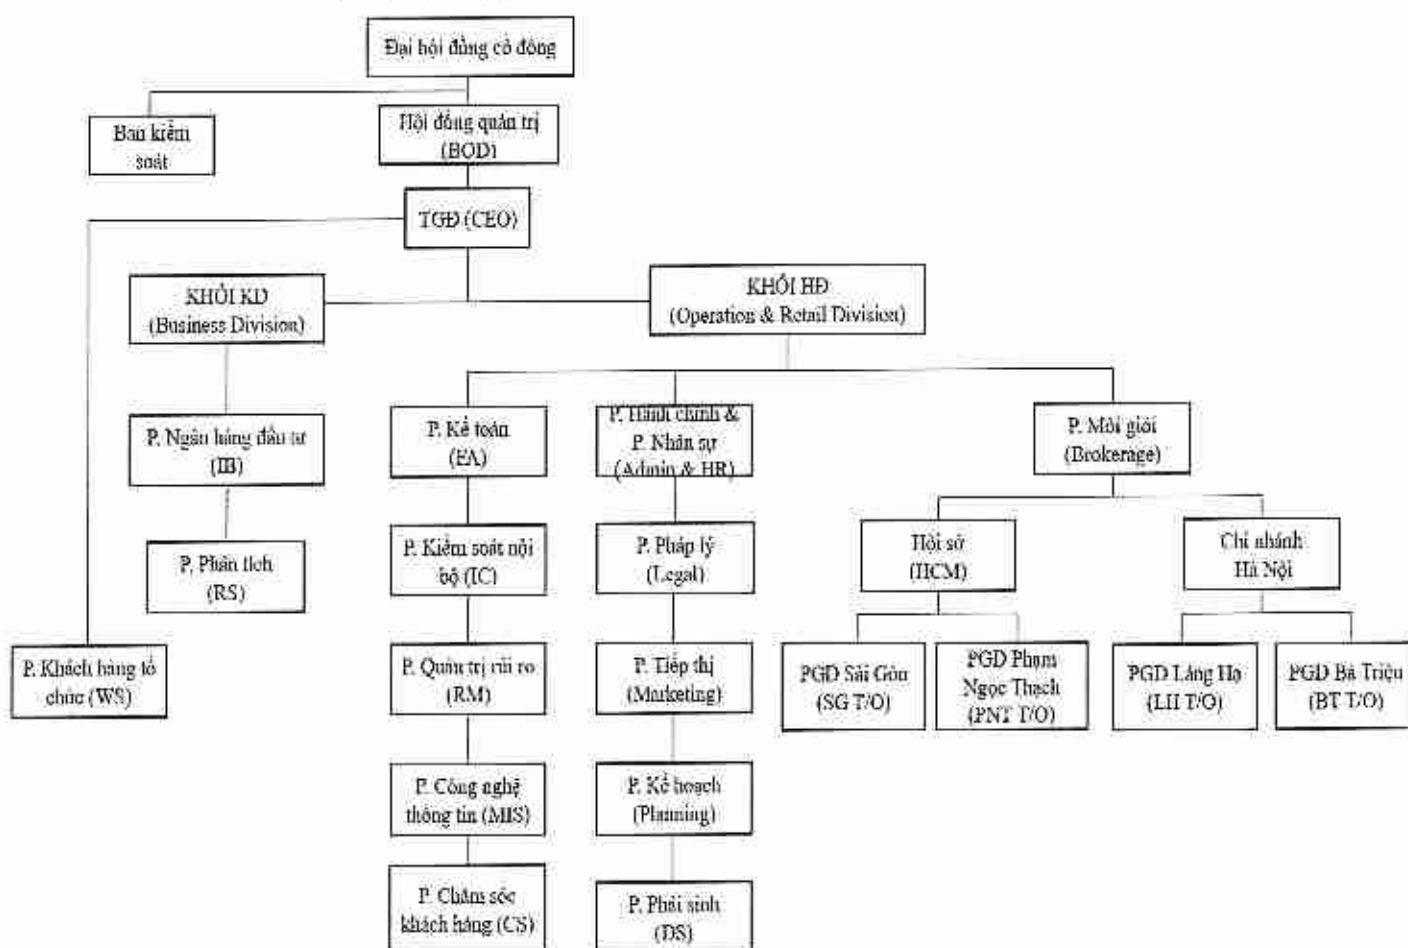 Đại hội đồng cổ đông
Ban kiểm
soát
Hội đồng quản trị
(BOD)
TGĐ (CEO)
KHỐI KD
(Business Division)
KHỐI HĐ
(Operation & Retail Division)
P. Ngân hàng đầu tư
(IB)
P. Kế toán
(FA)
P. Hành chính &
P. Nhân sự
(Admin & HR)
P. Môi giới
(Brokerage)
P. Phân tích
(RS)
P. Kiểm soát nội
bộ (IC)
P. Pháp lý
(Legal)
Hội sở
(HCM)
Chi nhánh
Hà Nội
P. Khách hàng tổ
chức (WS)
P. Quản trị rủi ro
(RM)
P. Tiếp thị
(Marketing)
PGD Sài Gòn
(SG T/O)
PGD Phạm
Ngọc Thạch
(PNT T/O)
PGD Láng Hạ
(LH T/O)
PGD Bà Triệu
(BT T/O)
P. Công nghệ
thông tin (MIS)
P. Kế hoạch
(Planning)
P. Chăm sóc
khách hàng (CS)
P. Phái sinh
(DS)